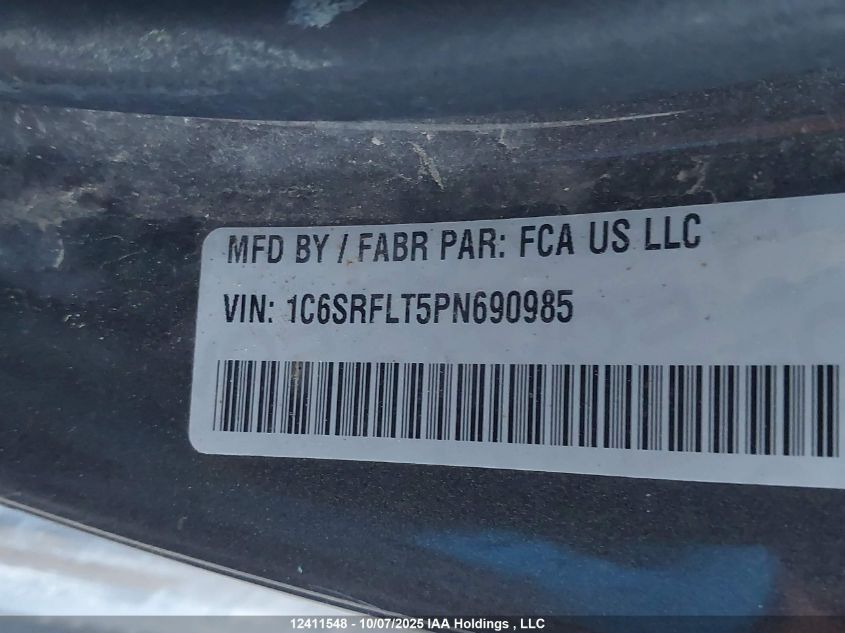 MFD BY / FABR PAR: FCA US LLC
VIN: 1C6SRFLT5PN690985
12411548 - 10/07/2025 IAA Holdings , LLC